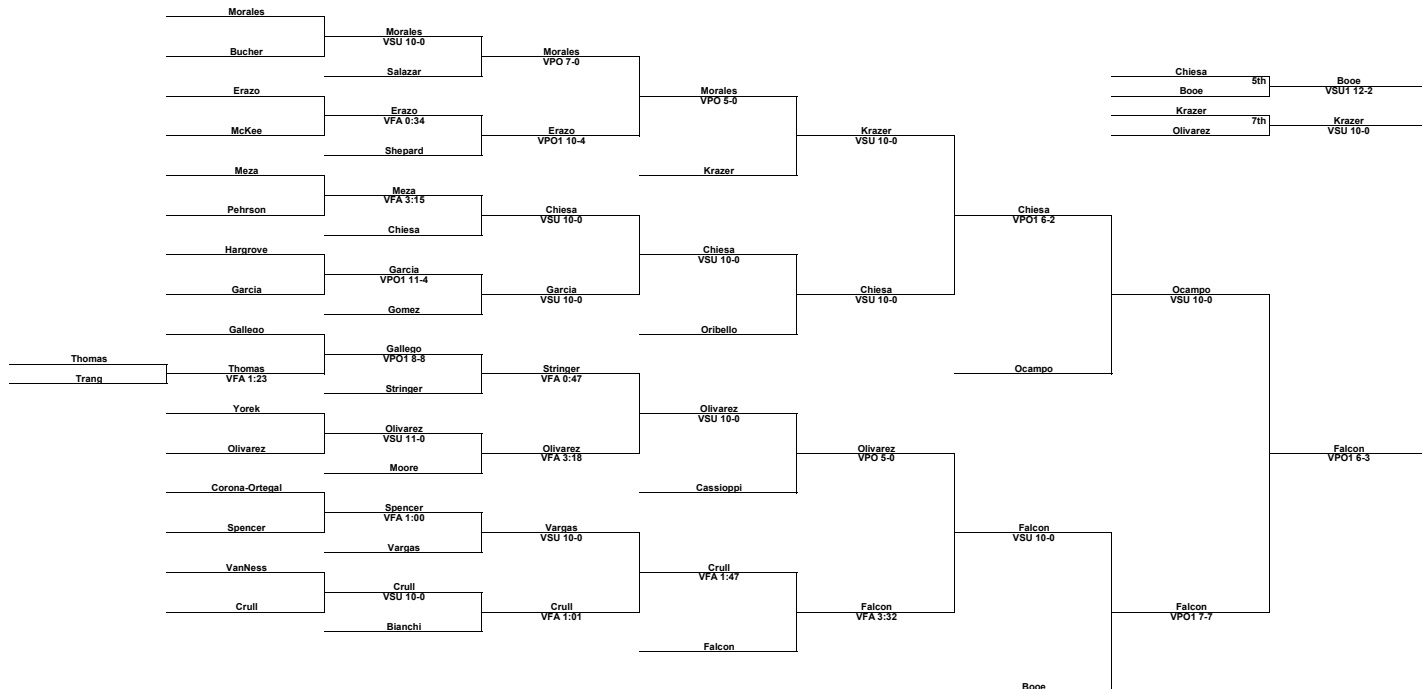 Morales
Morales
VSU 10-0
Bucher
Morales
VPO 7-0
Salazar
Chiesa
5th
Booe
VSU1 12-2
Booe
Erazo
Morales
VPO 5-0
Erazo
VFA 0:34
Krazer
7th
Krazer
VSU 10-0
McKee
Erazo
VPO1 10-4
Krazer
VSU 10-0
Olivarez
Shepard
Meza
Krazer
Meza
VFA 3:15
Pehrson
Chiesa
VSU 10-0
Chiesa
VPO1 6-2
Chiesa
Hargrove
Chiesa
VSU 10-0
Garcia
VPO1 11-4
Garcia
Garcia
VSU 10-0
Chiesa
VSU 10-0
Ocampo
VSU 10-0
Gomez
Gallego
Oribello
Gallego
VPO1 8-8
Thomas
Thomas
VFA 1:23
Stringer
VFA 0:47
Ocampo
Trang
Stringer
Yorek
Olivarez
VSU 10-0
Olivarez
VSU 11-0
Olivarez
Olivarez
VFA 3:18
Olivarez
VPO 5-0
Falcon
VPO1 6-3
Moore
Corona-Ortegal
Cassioppi
Spencer
VFA 1:00
Spencer
Vargas
VSU 10-0
Falcon
VSU 10-0
Vargas
VanNess
Crull
VFA 1:47
Crull
VSU 10-0
Crull
Crull
VFA 1:01
Falcon
VFA 3:32
Falcon
VPO1 7-7
Bianchi
Falcon
Booe